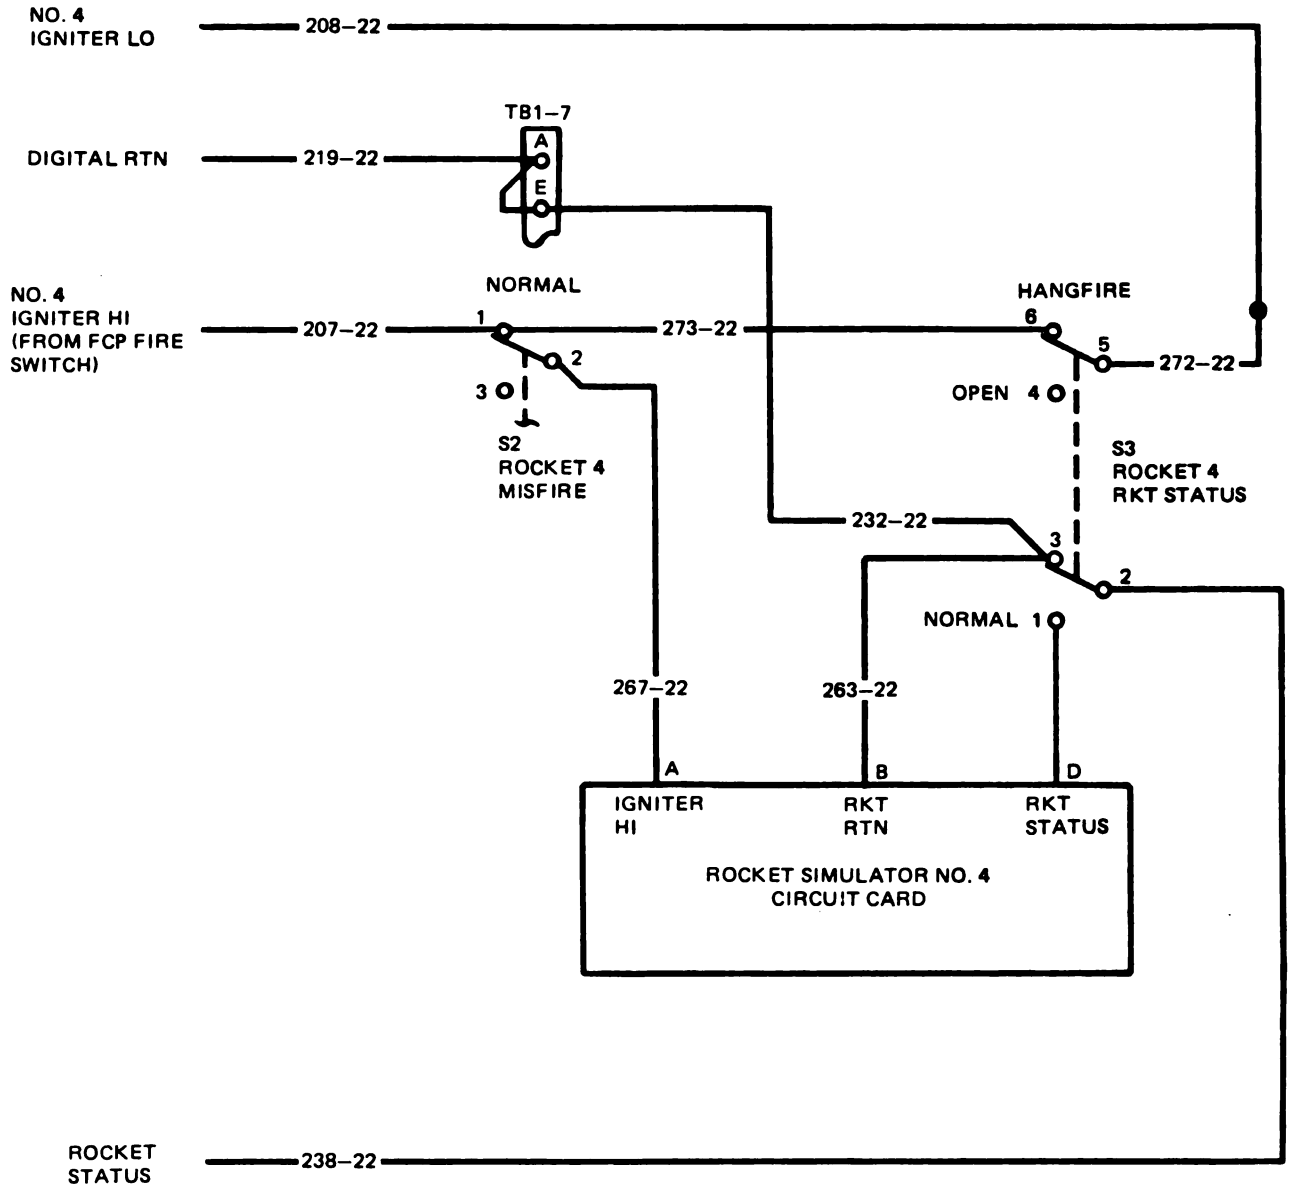 NO. 4
IGNITER LO
208-22
TB1-7
A
DIGITAL RTN
219-22
E
NORMAL
HANGFIRE
NO. 4
IGNITER HI
(FROM FCP FIRE
SWITCH)
207-22
1
273-22
6
5
272-22
2
3
OPEN 4
S2
ROCKET 4
MISFIRE
S3
ROCKET 4
RKT STATUS
232-22
3
2
NORMAL 1
267-22
263-22
A
B
D
IGNITER
HI
RKT
RTN
RKT
STATUS
ROCKET SIMULATOR NO. 4
CIRCUIT CARD
ROCKET
STATUS
238-22